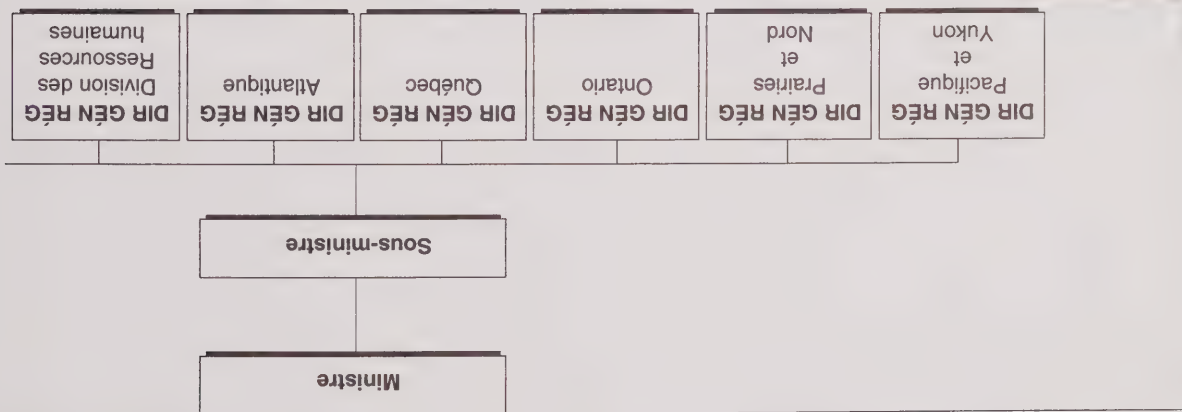 Ministre
Sous-ministre
DIR GÉN RÉG
Pacifique
et
Yukon
DIR GÉN RÉG
Prairies
et
Nord
DIR GÉN RÉG
Ontario
DIR GÉN RÉG
Québec
DIR GÉN RÉG
Atlantique
DIR GÉN RÉG
Division des
Ressources
humaines